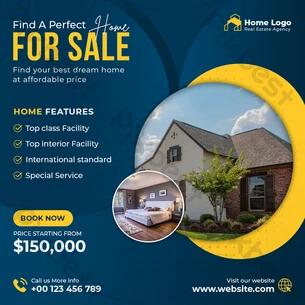 Find A Perfect Home
FOR SALE
Find your best dream home
at affordable price
Home Logo
Real Estate Agency
HOME FEATURES
Top class Facility
Top interior Facility
International standard
Special Service
BOOK NOW
PRICE STARTING FROM
$150,000
Call us More Info
+00 123 456 789
Visit our website
www.website.com